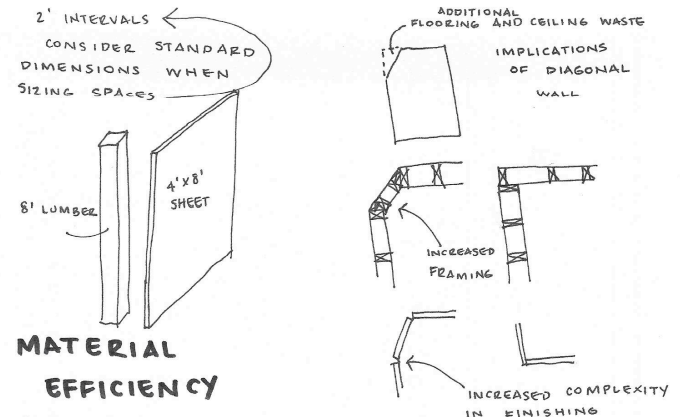 2' INTERVALS
CONSIDER STANDARD
DIMENSIONS WHEN
SIZING SPACES
8' LUMBER
4'x8'
SHEET
MATERIAL
EFFICIENCY
ADDITIONAL
FLOORING AND CEILING WASTE
IMPLICATIONS
OF DIAGONAL
WALL
INCREASED
FRAMING
INCREASED COMPLEXITY
IN FINISHING